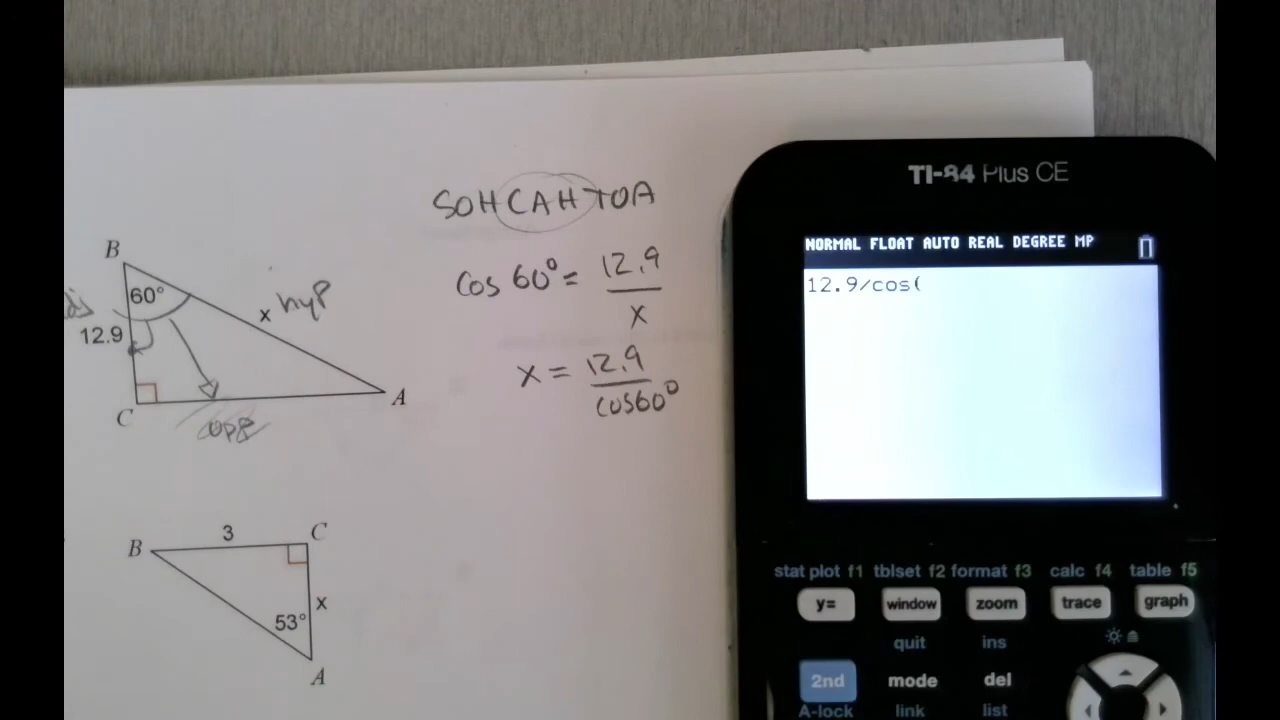 SOHCAHTOA
cos 60° = 12.9
x
x = 12.9
cos60°
B
60°
12.9
x hyp
C
A
opp
B
3
C
x
53°
A
TI-84 Plus CE
NORMAL FLOAT AUTO REAL DEGREE MP
12.9/cos(
stat plot f1 tblset f2 format f3 calc f4 table f5
y= window zoom trace graph
quit ins
2nd mode del
A-lock link list